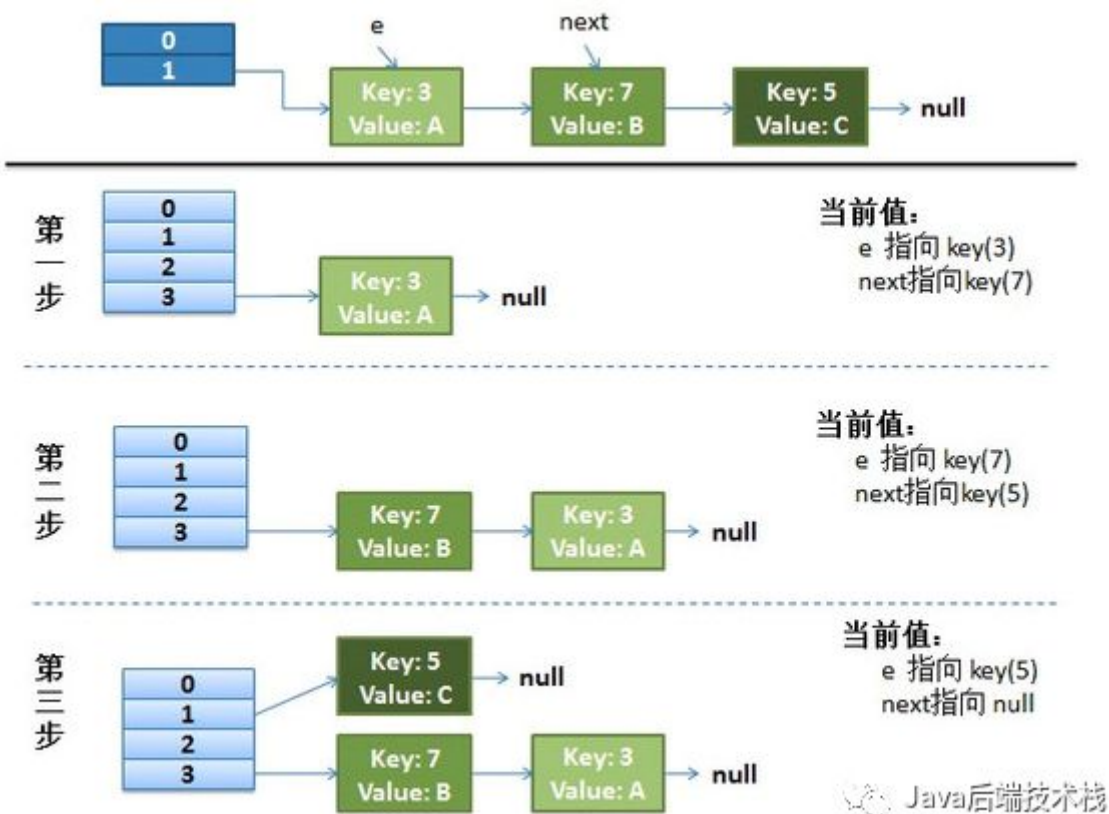 e
next
0
1
Key: 3
Value: A
Key: 7
Value: B
Key: 5
Value: C
null
第一步
0
1
2
3
Key: 3
Value: A
null
当前值：
e 指向 key(3)
next指向key(7)
第二步
0
1
2
3
Key: 7
Value: B
Key: 3
Value: A
null
当前值：
e 指向 key(7)
next指向key(5)
第三步
0
1
2
3
Key: 5
Value: C
null
Key: 7
Value: B
Key: 3
Value: A
null
当前值：
e 指向 key(5)
next指向 null
Java后端技术栈